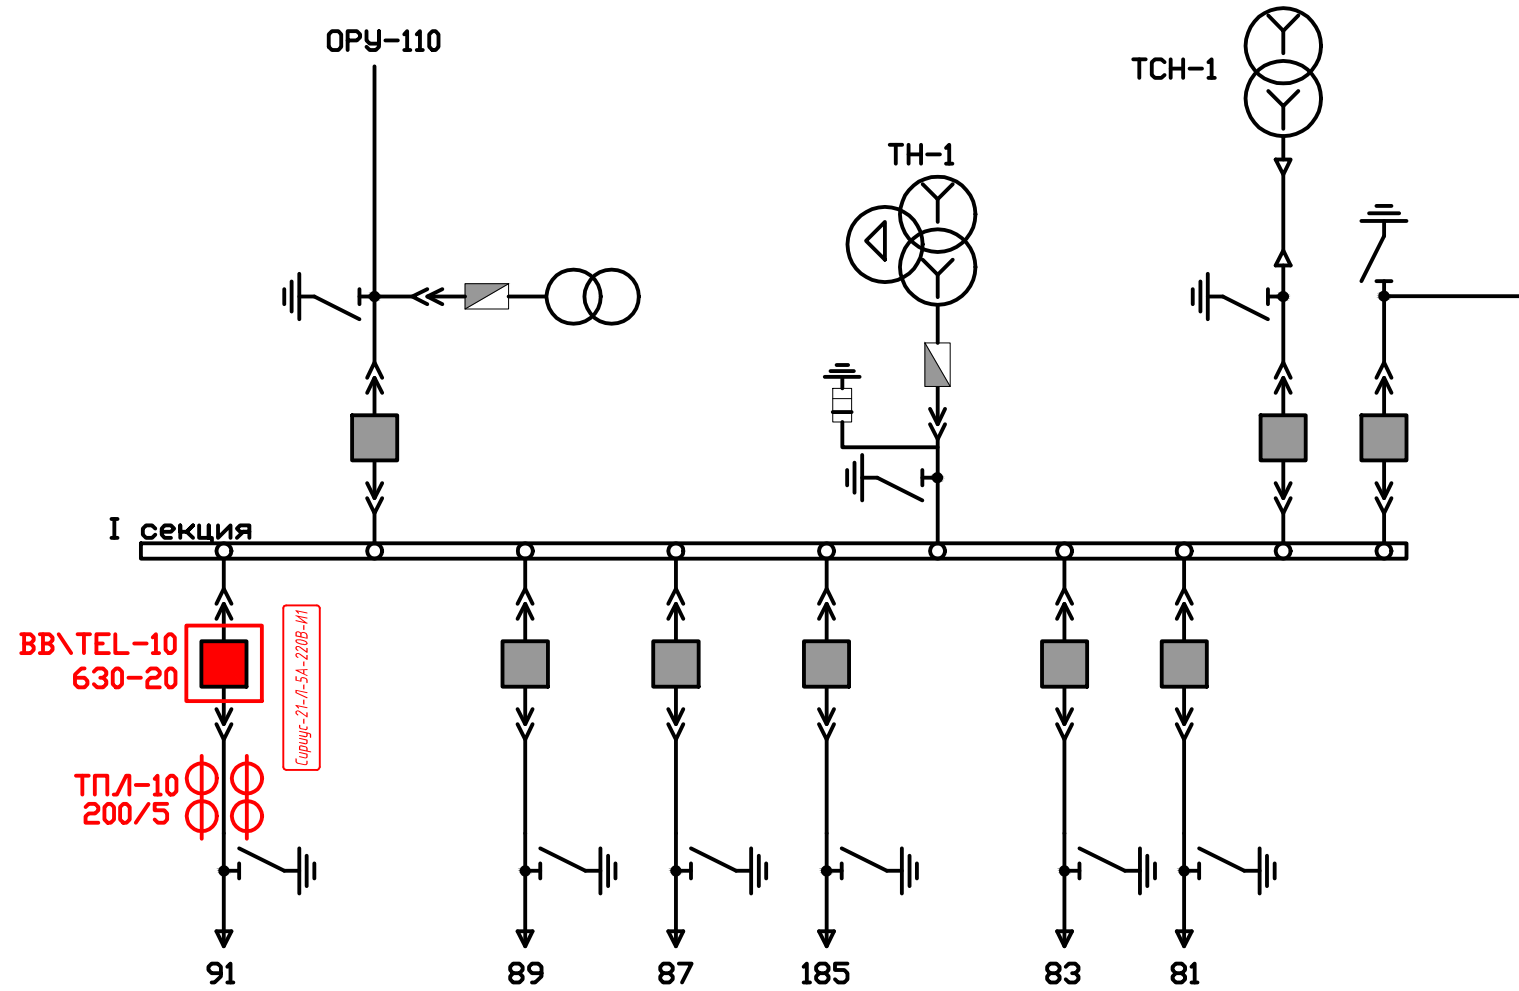 ОРУ-110
ТСН-1
ТН-1
I секция
ВВ\TEL-10
630-20
Сириус-21-Л-5А-220В-И1
ТПЛ-10
200/5
91
89
87
185
83
81